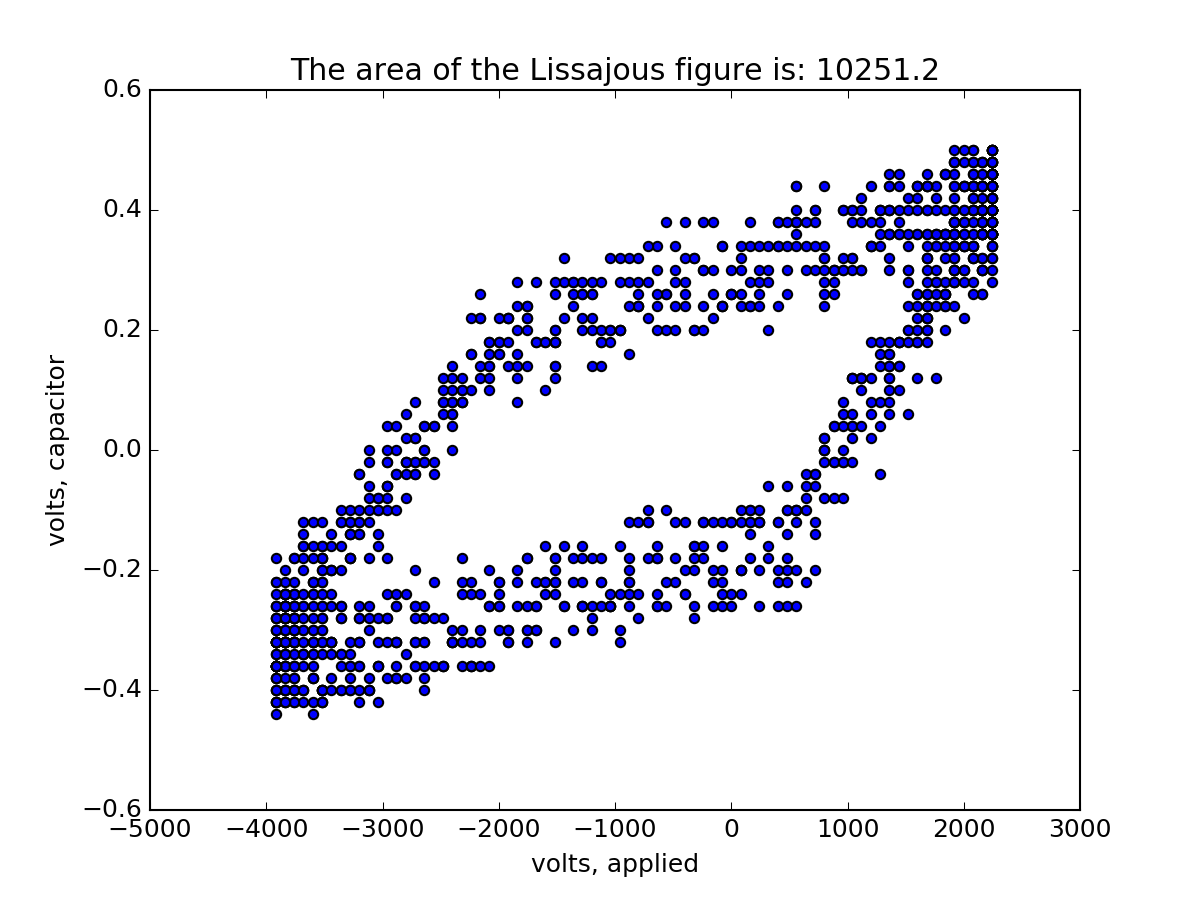 The area of the Lissajous figure is: 10251.2
0.6
0.4
0.2
0.0
−0.2
−0.4
−0.6
−5000 −4000 −3000 −2000 −1000 0 1000 2000 3000
volts, capacitor
volts, applied